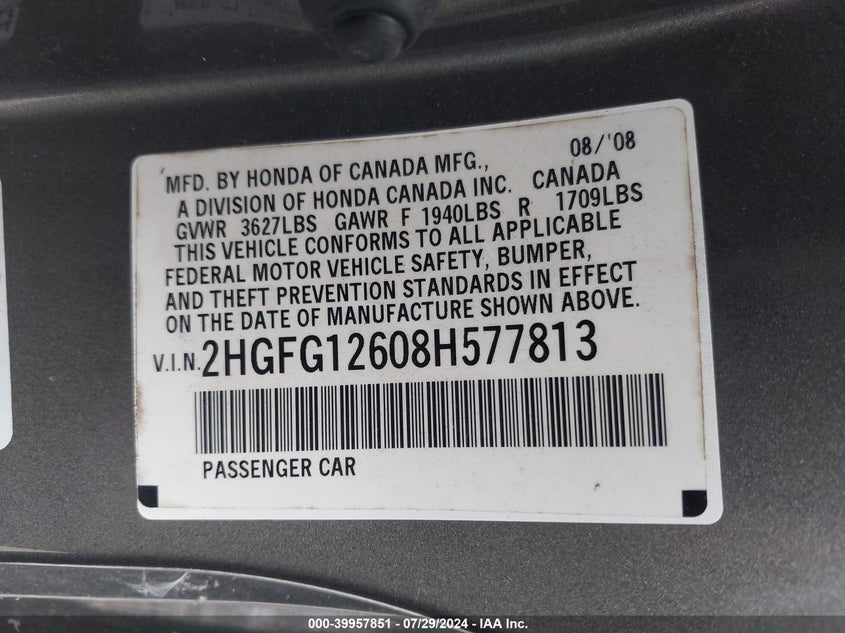 08/'08
MFD. BY HONDA OF CANADA MFG.,
A DIVISION OF HONDA CANADA INC. CANADA
GVWR 3627LBS GAWR F 1940LBS R 1709LBS
THIS VEHICLE CONFORMS TO ALL APPLICABLE
FEDERAL MOTOR VEHICLE SAFETY, BUMPER,
AND THEFT PREVENTION STANDARDS IN EFFECT
ON THE DATE OF MANUFACTURE SHOWN ABOVE.
V.I.N. 2HGFG12608H577813
PASSENGER CAR
000-39957851 / 07/29/2024 - IAA Inc.